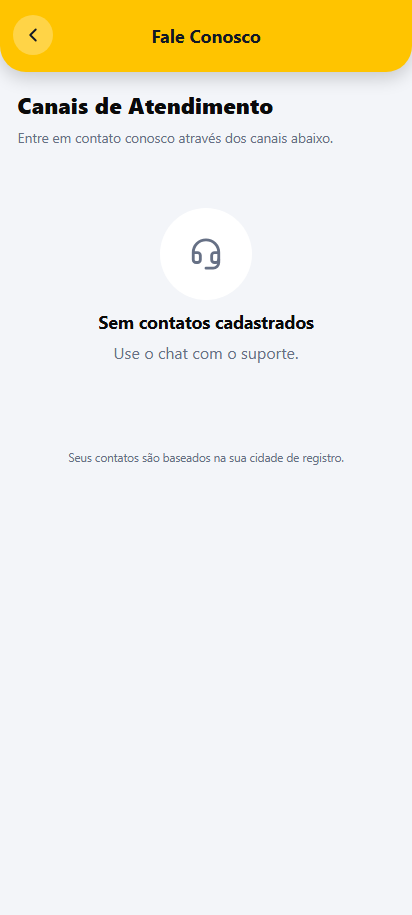 Fale Conosco
Canais de Atendimento
Entre em contato conosco através dos canais abaixo.
Sem contatos cadastrados
Use o chat com o suporte.
Seus contatos são baseados na sua cidade de registro.